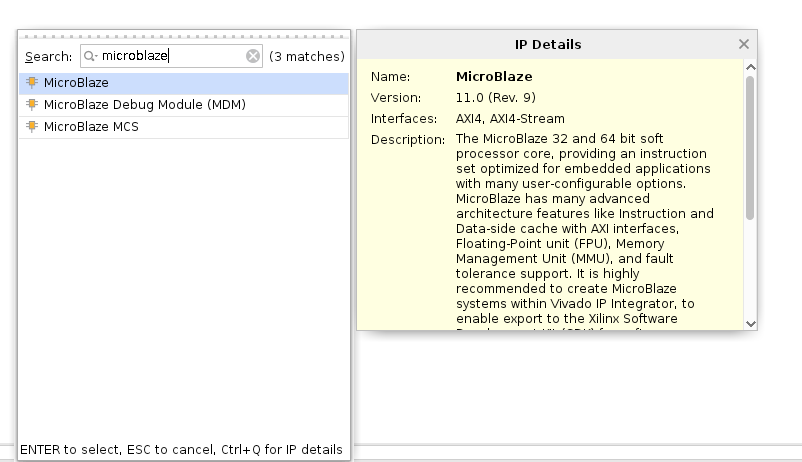 Search: microblaze (3 matches)
MicroBlaze
MicroBlaze Debug Module (MDM)
MicroBlaze MCS
ENTER to select, ESC to cancel, Ctrl+Q for IP details
IP Details
Name: MicroBlaze
Version: 11.0 (Rev. 9)
Interfaces: AXI4, AXI4-Stream
Description: The MicroBlaze 32 and 64 bit soft
processor core, providing an instruction
set optimized for embedded applications
with many user-configurable options.
MicroBlaze has many advanced
architecture features like Instruction and
Data-side cache with AXI interfaces,
Floating-Point unit (FPU), Memory
Management Unit (MMU), and fault
tolerance support. It is highly
recommended to create MicroBlaze
systems within Vivado IP Integrator, to
enable export to the Xilinx Software